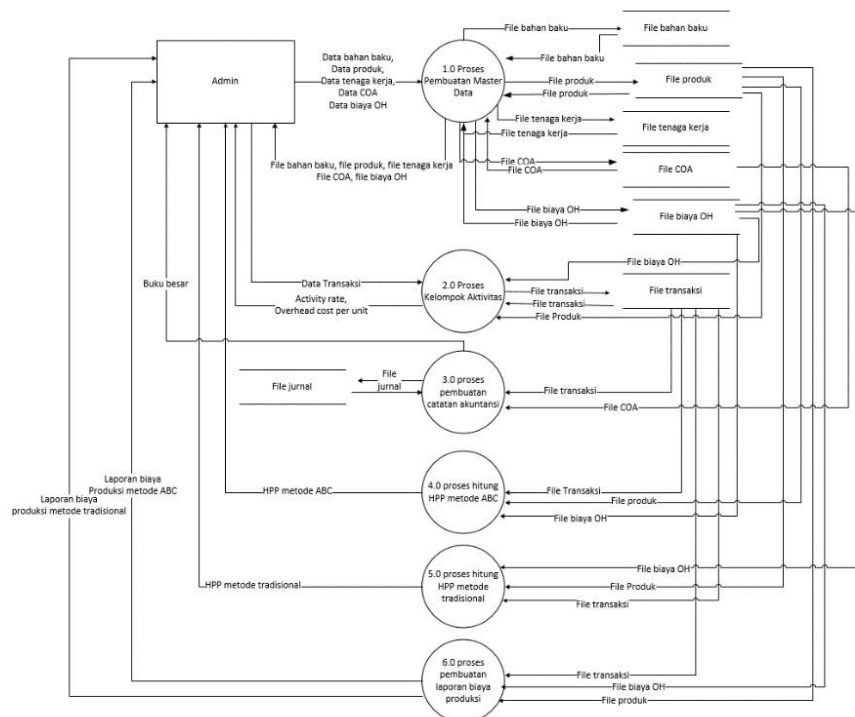 File bahan baku
File bahan baku
File bahan baku
Admin
Data bahan baku,
Data produk,
Data tenaga kerja,
Data COA
Data biaya OH
1.0 Proses
Pembuatan Master
Data
File produk
File produk
File produk
File tenaga kerja
File tenaga kerja
File tenaga kerja
File bahan baku, file produk, file tenaga kerja
File COA, file biaya OH
File COA
File COA
File COA
File biaya OH
File biaya OH
File biaya OH
Buku besar
Data Transaksi
Activity rate,
Overhead cost per unit
2.0 Proses
Kelompok Aktivitas
File biaya OH
File transaksi
File transaksi
File transaksi
File Produk
File jurnal
File
jurnal
3.0 proses
pembuatan
catatan akuntansi
File transaksi
File COA
Laporan biaya
Produksi metode ABC
Laporan biaya
produksi metode tradisional
HPP metode ABC
4.0 proses hitung
HPP metode ABC
File Transaksi
File produk
File biaya OH
HPP metode tradisional
5.0 proses hitung
HPP metode
tradisional
File biaya OH
File Produk
File transaksi
6.0 proses
pembuatan
laporan biaya
produksi
File transaksi
File biaya OH
File produk